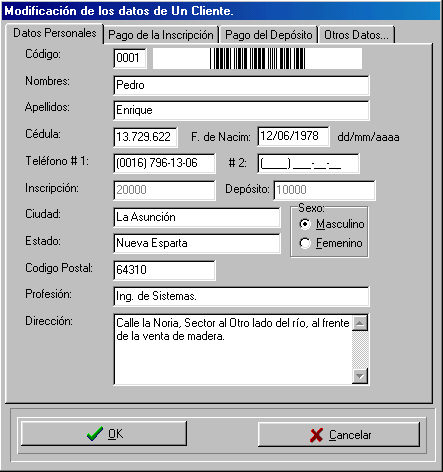 Modificación de los datos de Un Cliente.
Datos Personales Pago de la Inscripción Pago del Depósito Otros Datos...
Código: 0001
Nombres: Pedro
Apellidos: Enrique
Cédula: 13.729.622 F. de Nacim: 12/06/1978 dd/mm/aaaa
Teléfono # 1: (0016) 796-13-06 # 2: (____) ___-__-__
Inscripción: 20000 Depósito: 10000
Ciudad: La Asunción Sexo:
Masculino
Estado: Nueva Esparta Femenino
Codigo Postal: 64310
Profesión: Ing. de Sistemas.
Dirección: Calle la Noria, Sector al Otro lado del río, al frente
de la venta de madera.
OK Cancelar